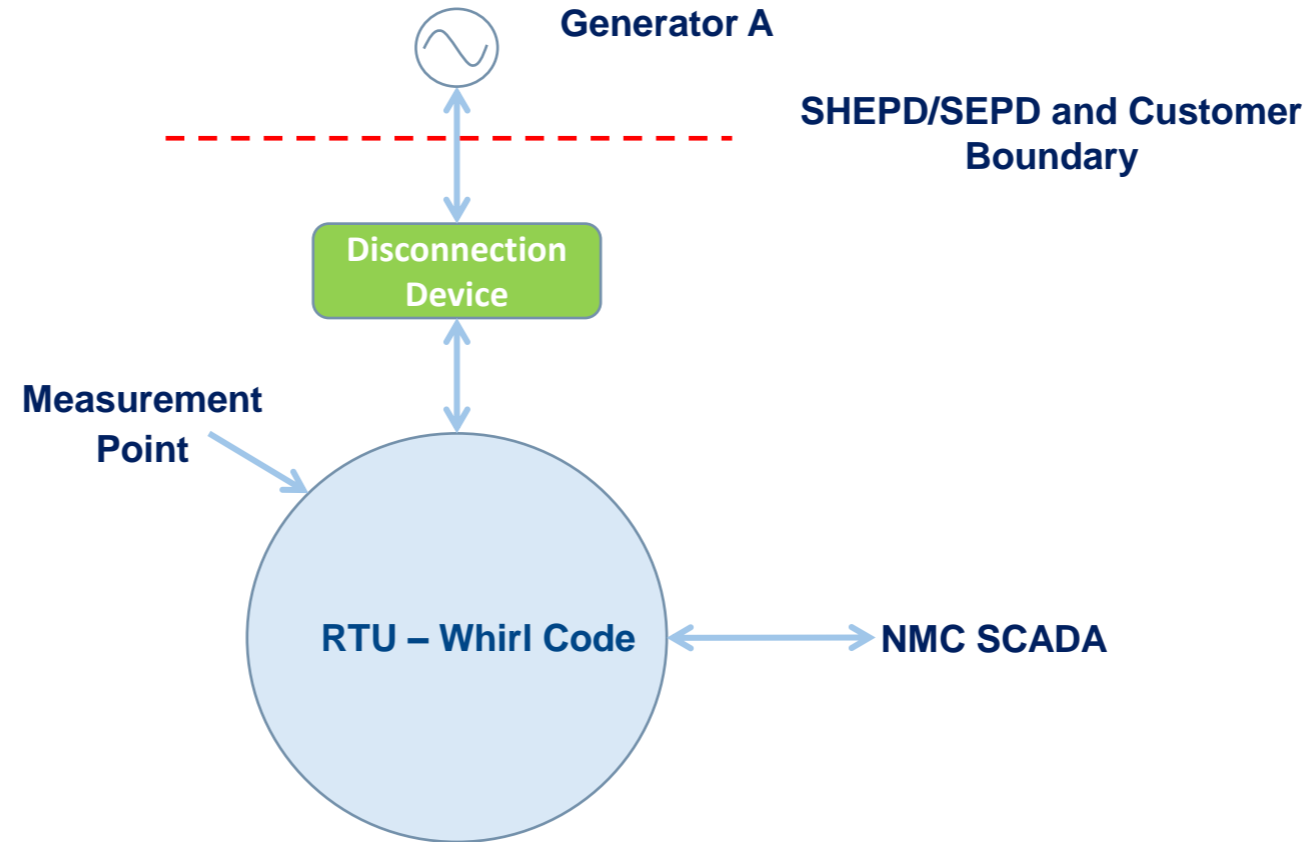 Generator A
SHEPD/SEPD and Customer
Boundary
Disconnection
Device
Measurement
Point
RTU – Whirl Code
NMC SCADA